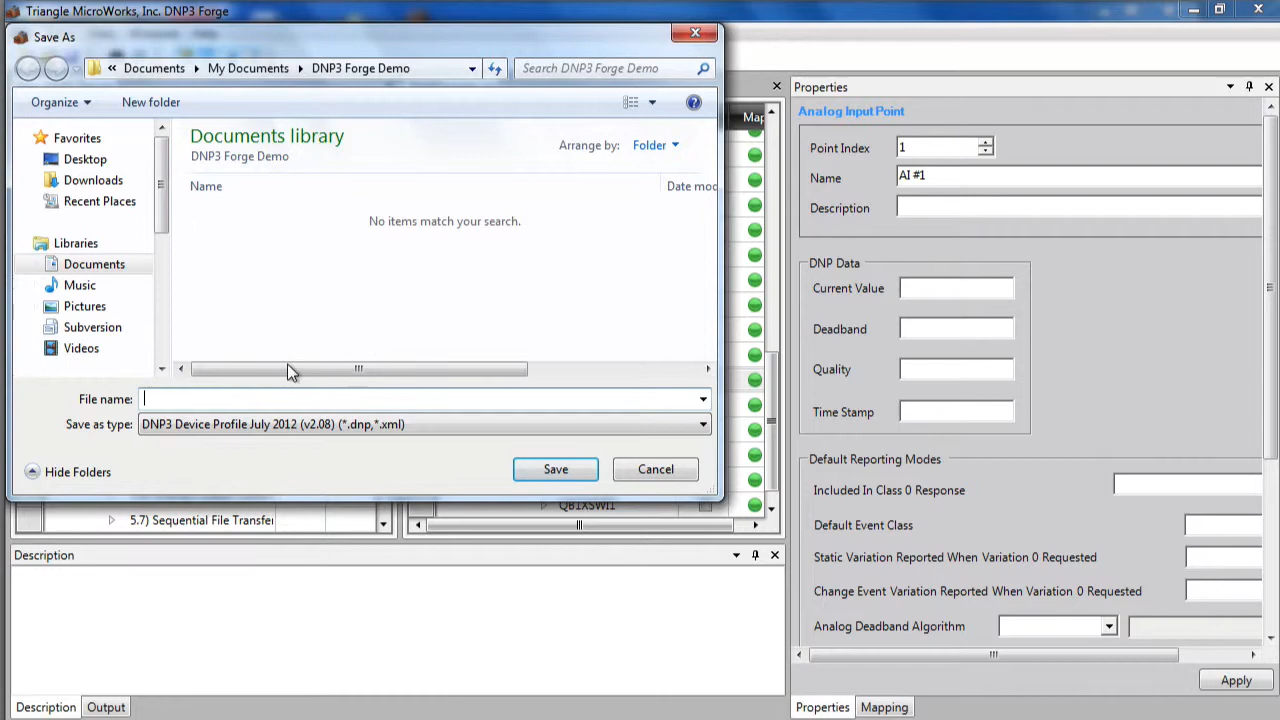 Triangle MicroWorks, Inc. DNP3 Forge
Save As
« Documents My Documents DNP3 Forge Demo
Search DNP3 Forge Demo
Organize New folder
Favorites
Desktop
Downloads
Recent Places
Libraries
Documents
Music
Pictures
Subversion
Videos
Documents library
DNP3 Forge Demo
Arrange by: Folder
Name Date mod
No items match your search.
File name:
Save as type: DNP3 Device Profile July 2012 (v2.08) (*.dnp,*.xml)
Hide Folders
Save Cancel
Map
5.7) Sequential File Transfer
QB1XSWI1
Description
Description Output
Properties
Analog Input Point
Point Index 1
Name AI #1
Description
DNP Data
Current Value
Deadband
Quality
Time Stamp
Default Reporting Modes
Included In Class 0 Response
Default Event Class
Static Variation Reported When Variation 0 Requested
Change Event Variation Reported When Variation 0 Requested
Analog Deadband Algorithm
Apply
Properties Mapping